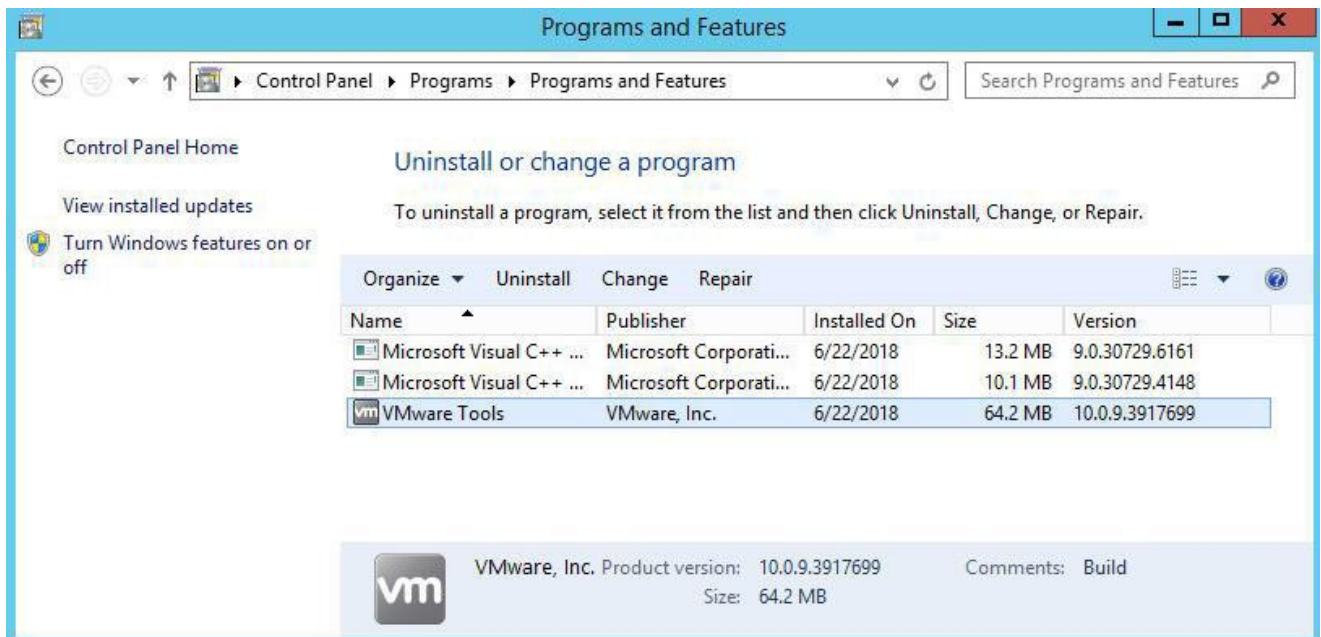 Programs and Features
Control Panel Programs Programs and Features Search Programs and Features
Control Panel Home
Uninstall or change a program
View installed updates
To uninstall a program, select it from the list and then click Uninstall, Change, or Repair.
Turn Windows features on or
off
Organize Uninstall Change Repair
Name Publisher Installed On Size Version
Microsoft Visual C++ ... Microsoft Corporati... 6/22/2018 13.2 MB 9.0.30729.6161
Microsoft Visual C++ ... Microsoft Corporati... 6/22/2018 10.1 MB 9.0.30729.4148
vm VMware Tools VMware, Inc. 6/22/2018 64.2 MB 10.0.9.3917699
vm VMware, Inc. Product version: 10.0.9.3917699 Comments: Build
Size: 64.2 MB